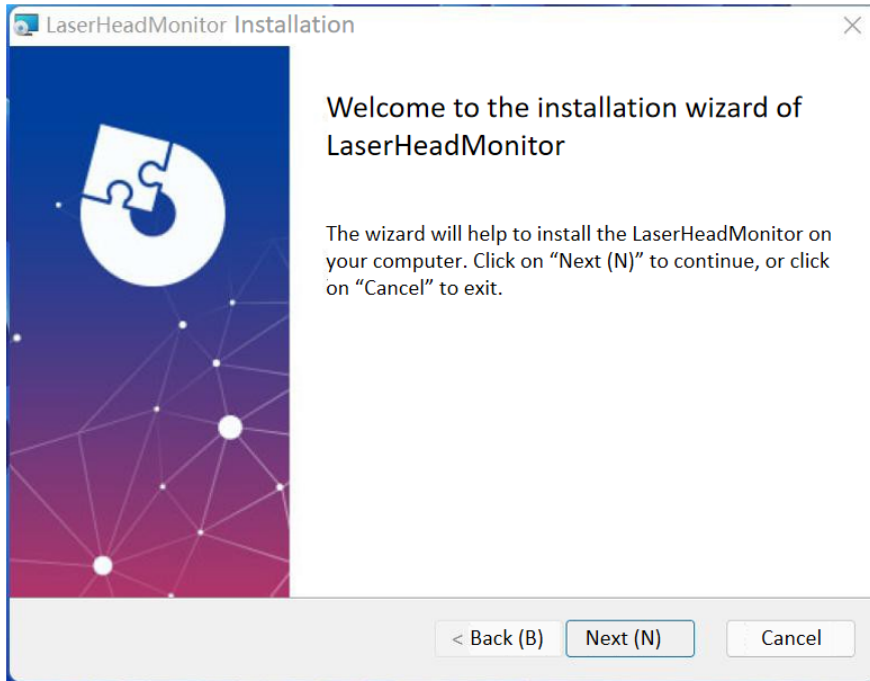 LaserHeadMonitor Installation
Welcome to the installation wizard of
LaserHeadMonitor
The wizard will help to install the LaserHeadMonitor on
your computer. Click on “Next (N)” to continue, or click
on “Cancel” to exit.
< Back (B) Next (N) Cancel